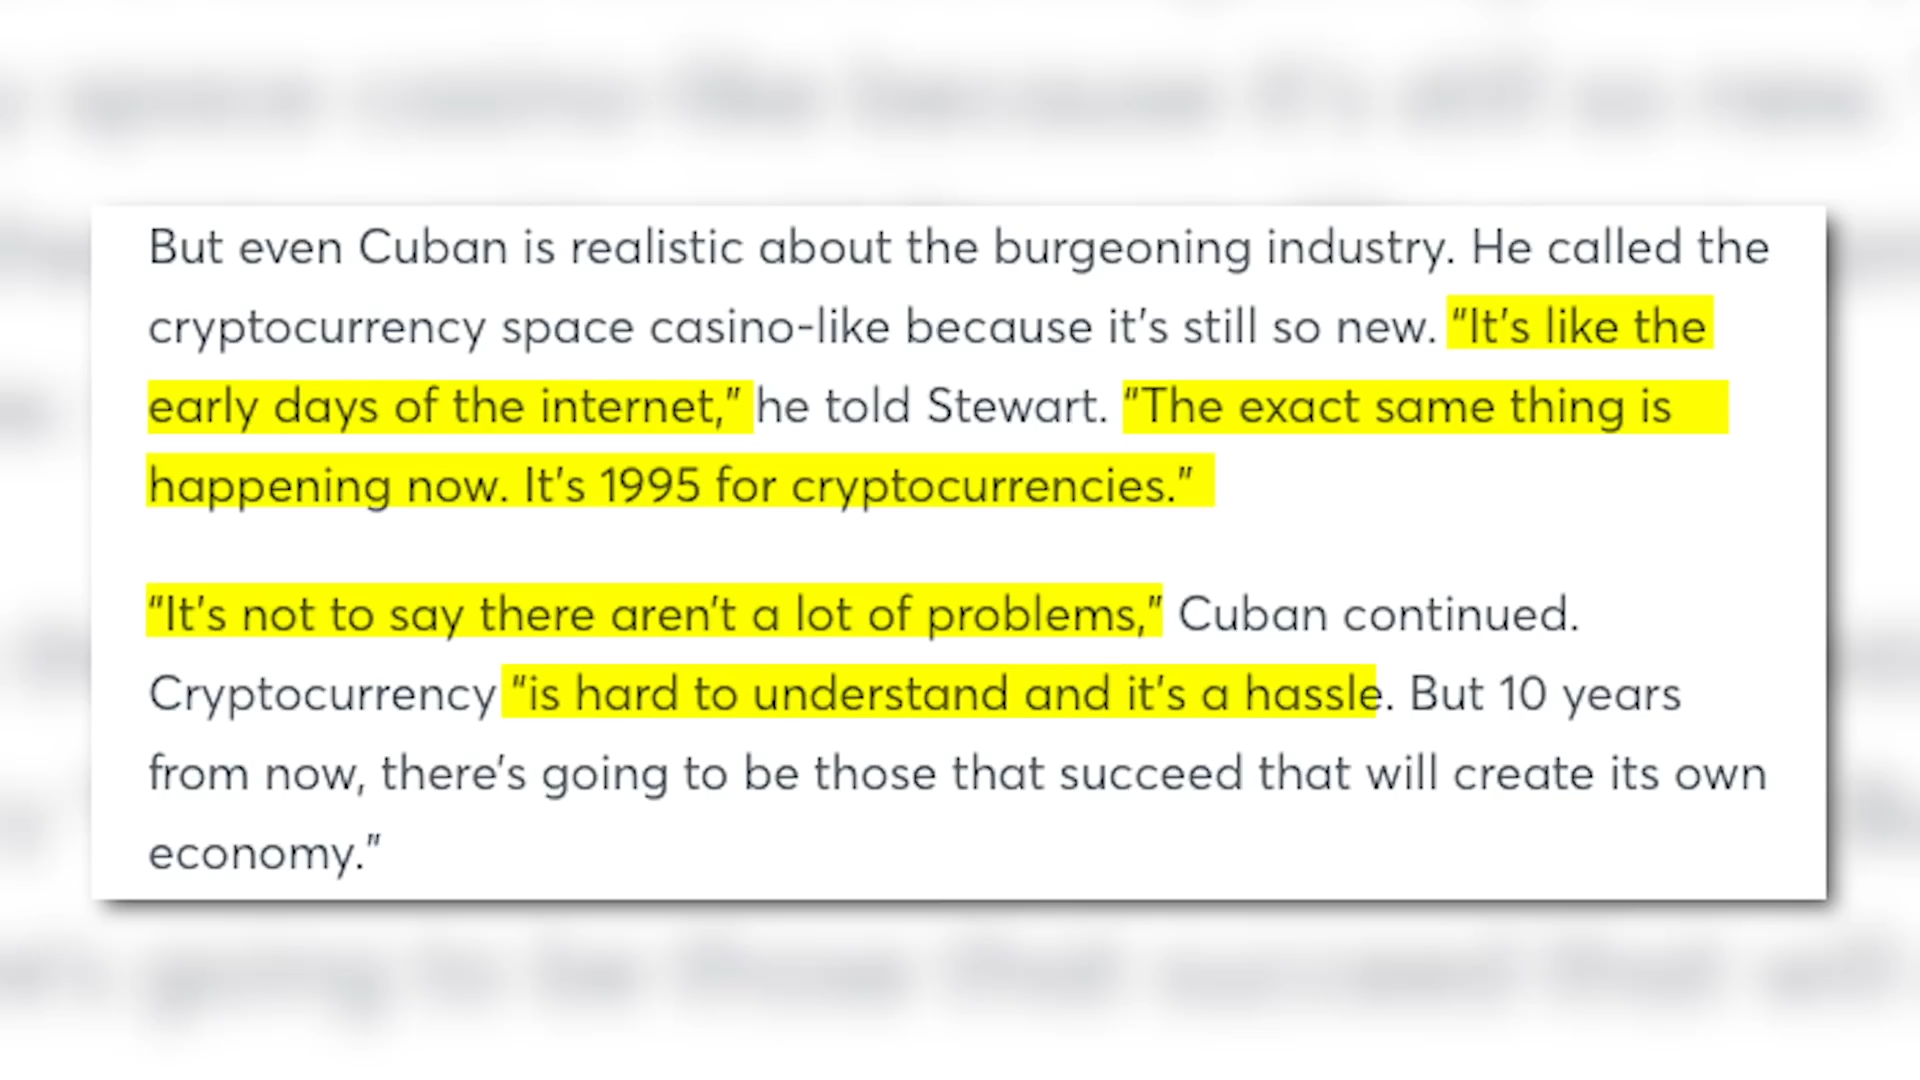 But even Cuban is realistic about the burgeoning industry. He called the
cryptocurrency space casino-like because it's still so new. "It's like the
early days of the internet," he told Stewart. "The exact same thing is
happening now. It's 1995 for cryptocurrencies."
"It's not to say there aren't a lot of problems," Cuban continued.
Cryptocurrency "is hard to understand and it's a hassle. But 10 years
from now, there's going to be those that succeed that will create its own
economy."